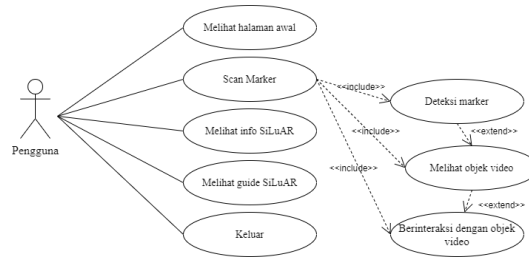 Melihat halaman awal
Scan Marker
<<include>>
Deteksi marker
Melihat info SiLuAR
<<include>>
<<extend>>
Pengguna
<<include>>
Melihat objek video
Melihat guide SiLuAR
<<extend>>
Keluar
Berinteraksi dengan objek
video